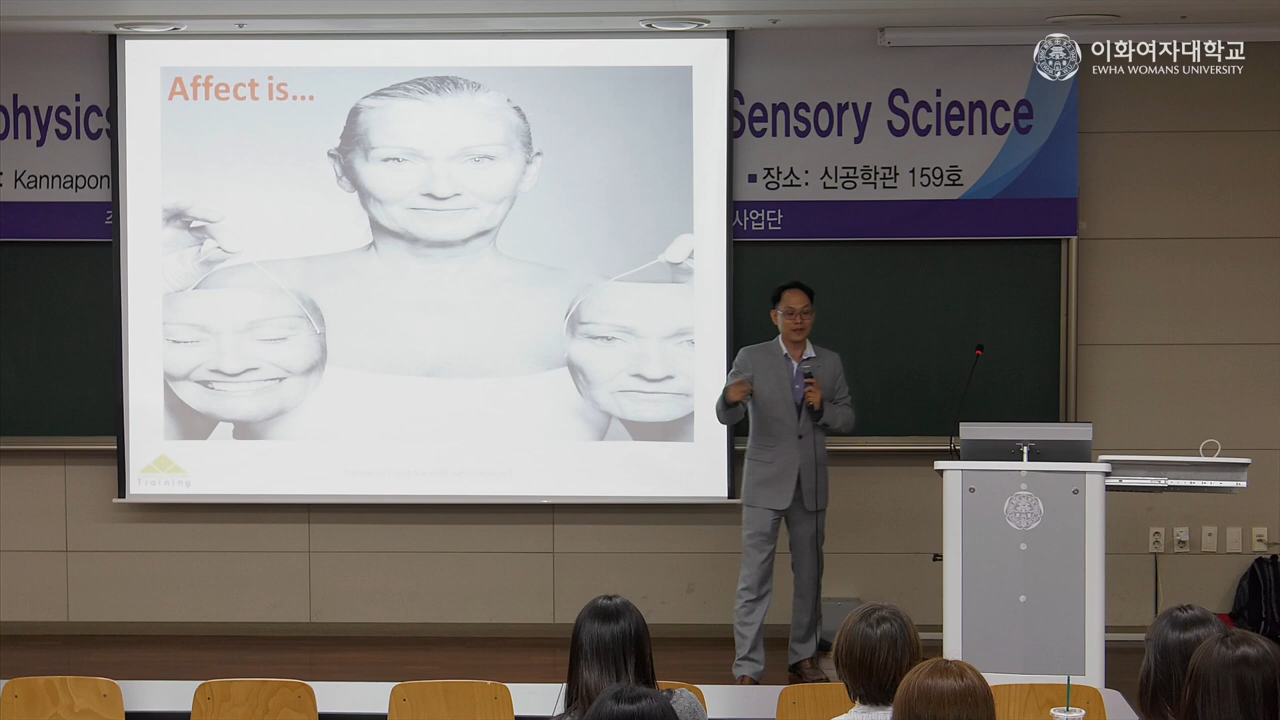 이화여자대학교
EWHA WOMANS UNIVERSITY
Affect is...
physics
Sensory Science
: Kannapon
▪장소: 신공학관 159호
사업단
Training